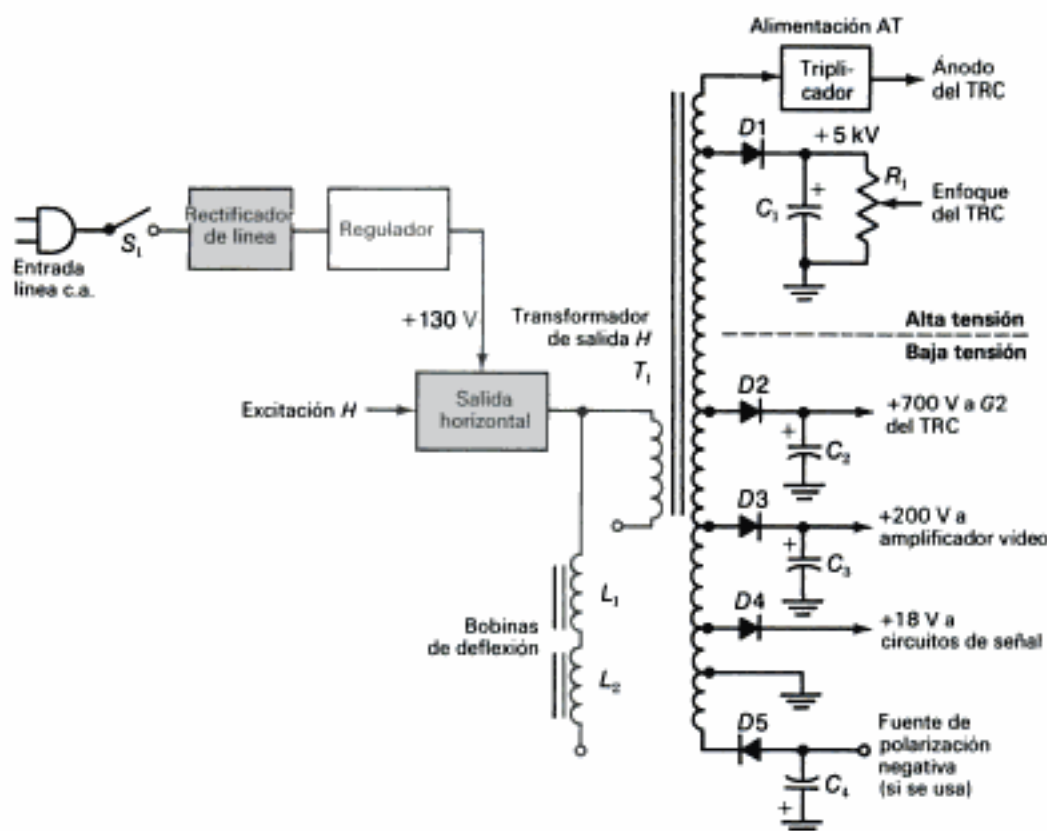 Alimentación AT
Tripli-
cador
Ánodo
del TRC
D1
+5 kV
+
C₁
R₁
Enfoque
del TRC
Entrada
línea c.a.
S₁
Rectificador
de línea
Regulador
+130 V
Transformador
de salida H
T₁
Alta tensión
Baja tensión
Excitación H
Salida
horizontal
D2
+
C₂
+700 V a G2
del TRC
D3
+
C₃
+200 V a
amplificador video
D4
+18 V a
circuitos de señal
Bobinas
de deflexión
L₁
L₂
D5
C₄
+
Fuente de
polarización
negativa
(si se usa)